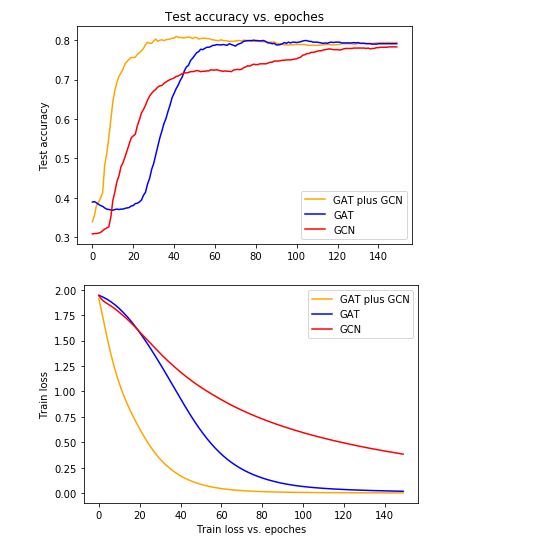 Test accuracy vs. epoches
Test accuracy
0.8
0.7
0.6
0.5
0.4
0.3
0 20 40 60 80 100 120 140
GAT plus GCN
GAT
GCN
Train loss
2.00
1.75
1.50
1.25
1.00
0.75
0.50
0.25
0.00
0 20 40 60 80 100 120 140
GAT plus GCN
GAT
GCN
Train loss vs. epoches